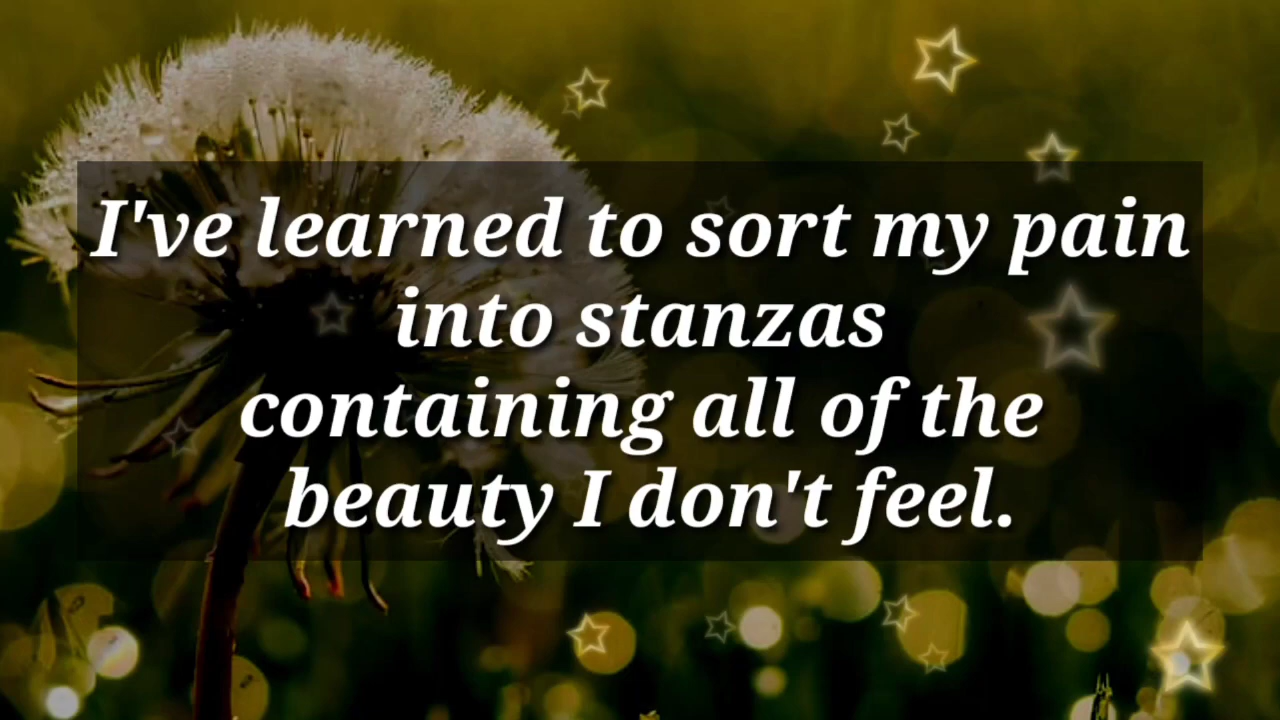 I've learned to sort my pain
into stanzas
containing all of the
beauty I don't feel.